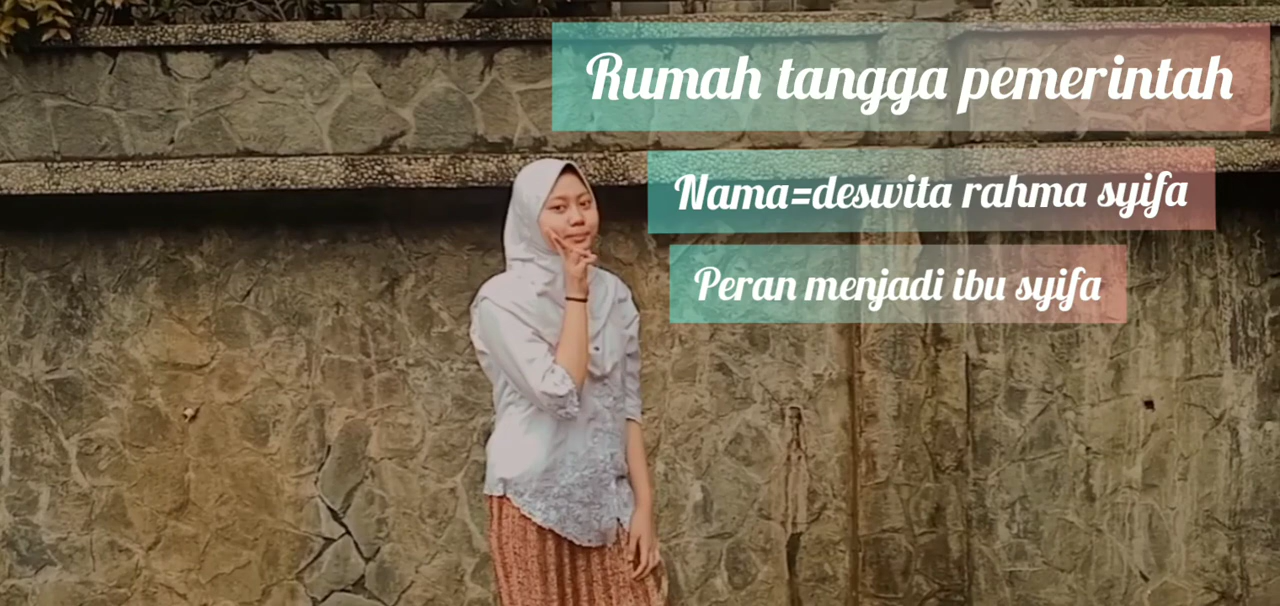 Rumah tangga pemerintah
Nama=deswita rahma syifa
Peran menjadi ibu syifa